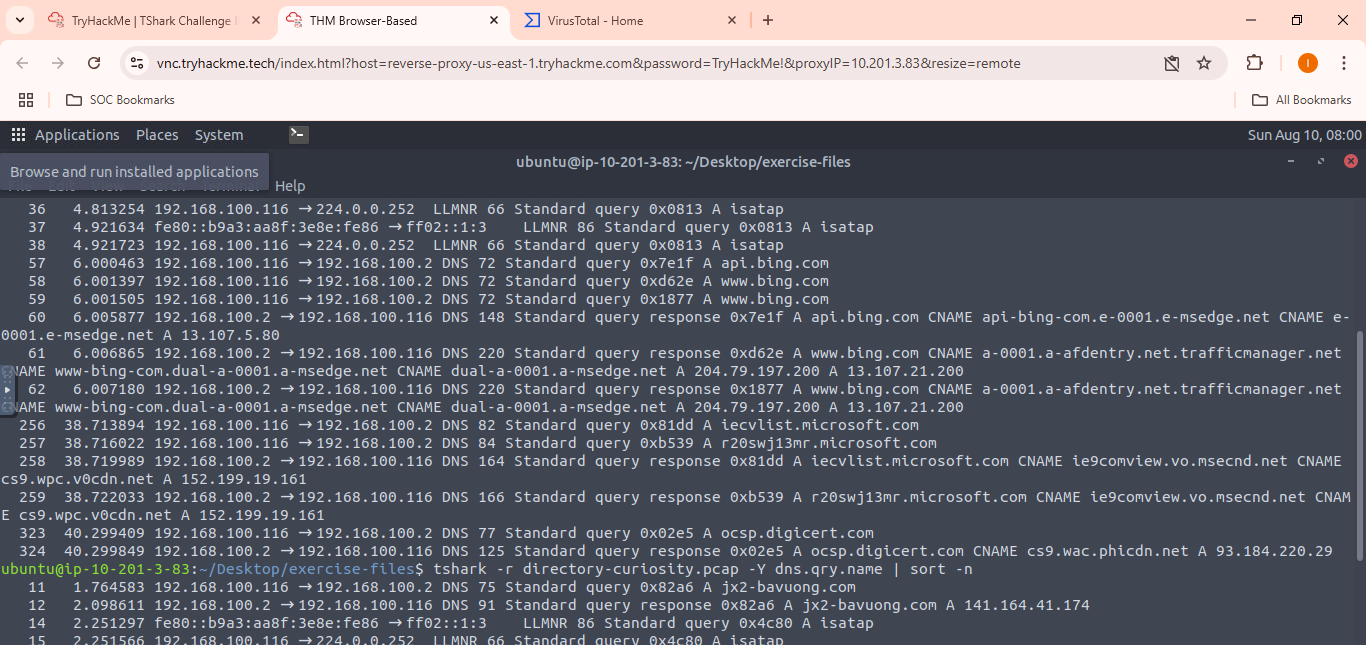 TryHackMe | TShark Challenge
THM Browser-Based
VirusTotal - Home
vnc.tryhackme.tech/index.html?host=reverse-proxy-us-east-1.tryhackme.com&password=TryHackMe!&proxyIP=10.201.3.83&resize=remote
I
SOC Bookmarks
All Bookmarks
Applications Places System
Sun Aug 10, 08:00
ubuntu@ip-10-201-3-83: ~/Desktop/exercise-files
Browse and run installed applications
Help
36 4.813254 192.168.100.116 → 224.0.0.252 LLMNR 66 Standard query 0x0813 A isatap
37 4.921634 fe80::b9a3:aa8f:3e8e:fe86 → ff02::1:3 LLMNR 86 Standard query 0x0813 A isatap
38 4.921723 192.168.100.116 → 224.0.0.252 LLMNR 66 Standard query 0x0813 A isatap
57 6.000463 192.168.100.116 → 192.168.100.2 DNS 72 Standard query 0x7e1f A api.bing.com
58 6.001397 192.168.100.116 → 192.168.100.2 DNS 72 Standard query 0xd62e A www.bing.com
59 6.001505 192.168.100.116 → 192.168.100.2 DNS 72 Standard query 0x1877 A www.bing.com
60 6.005877 192.168.100.2 → 192.168.100.116 DNS 148 Standard query response 0x7e1f A api.bing.com CNAME api-bing-com.e-0001.e-msedge.net CNAME e-
0001.e-msedge.net A 13.107.5.80
61 6.006865 192.168.100.2 → 192.168.100.116 DNS 220 Standard query response 0xd62e A www.bing.com CNAME a-0001.a-afdentry.net.trafficmanager.net
NAME www-bing-com.dual-a-0001.a-msedge.net CNAME dual-a-0001.a-msedge.net A 204.79.197.200 A 13.107.21.200
62 6.007180 192.168.100.2 → 192.168.100.116 DNS 220 Standard query response 0x1877 A www.bing.com CNAME a-0001.a-afdentry.net.trafficmanager.net
NAME www-bing-com.dual-a-0001.a-msedge.net CNAME dual-a-0001.a-msedge.net A 204.79.197.200 A 13.107.21.200
256 38.713894 192.168.100.116 → 192.168.100.2 DNS 82 Standard query 0x81dd A iecvlist.microsoft.com
257 38.716022 192.168.100.116 → 192.168.100.2 DNS 84 Standard query 0xb539 A r20swj13mr.microsoft.com
258 38.719989 192.168.100.2 → 192.168.100.116 DNS 164 Standard query response 0x81dd A iecvlist.microsoft.com CNAME ie9comview.vo.msecnd.net CNAME
cs9.wpc.v0cdn.net A 152.199.19.161
259 38.722033 192.168.100.2 → 192.168.100.116 DNS 166 Standard query response 0xb539 A r20swj13mr.microsoft.com CNAME ie9comview.vo.msecnd.net CNAM
E cs9.wpc.v0cdn.net A 152.199.19.161
323 40.299409 192.168.100.116 → 192.168.100.2 DNS 77 Standard query 0x02e5 A ocsp.digicert.com
324 40.299849 192.168.100.2 → 192.168.100.116 DNS 125 Standard query response 0x02e5 A ocsp.digicert.com CNAME cs9.wac.phicdn.net A 93.184.220.29
ubuntu@ip-10-201-3-83:~/Desktop/exercise-files$ tshark -r directory-curiosity.pcap -Y dns.qry.name | sort -n
11 1.764583 192.168.100.116 → 192.168.100.2 DNS 75 Standard query 0x82a6 A jx2-bavuong.com
12 2.098611 192.168.100.2 → 192.168.100.116 DNS 91 Standard query response 0x82a6 A jx2-bavuong.com A 141.164.41.174
14 2.251297 fe80::b9a3:aa8f:3e8e:fe86 → ff02::1:3 LLMNR 86 Standard query 0x4c80 A isatap
15 2.251566 192.168.100.116 → 224.0.0.252 LLMNR 66 Standard query 0x4c80 A isatap